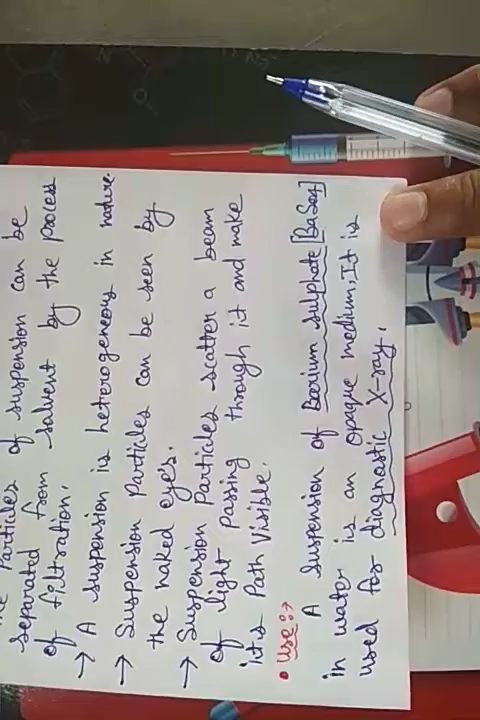 The Particles of suspension can be
separated from solvent by the process
of filtration.
→ A suspension is heterogeneous in nature.
→ Suspension Particles can be seen by
the naked eye's.
→ Suspension Particles scatter a beam
of light passing through it and make
its Path Visible.
• Use :→
A suspension of Barium sulphate [BaSo4]
in water is an opaque medium, It is
used for diagnostic X-ray.